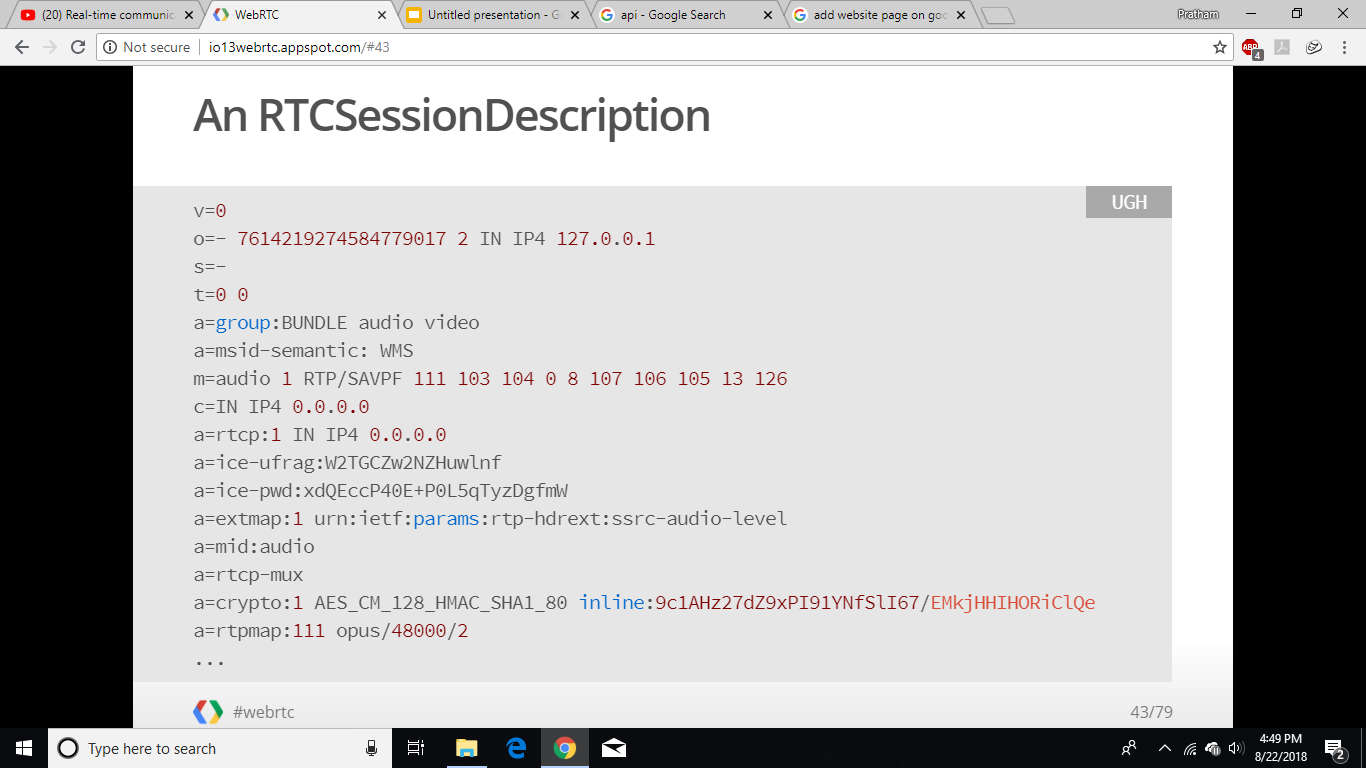 (20) Real-time communic
WebRTC
Untitled presentation - G
api - Google Search
add website page on goo
Pratham
Not secure
io13webrtc.appspot.com/#43
ABP
4
An RTCSessionDescription
UGH
v=0
o=- 7614219274584779017 2 IN IP4 127.0.0.1
s=-
t=0 0
a=group:BUNDLE audio video
a=msid-semantic: WMS
m=audio 1 RTP/SAVPF 111 103 104 0 8 107 106 105 13 126
c=IN IP4 0.0.0.0
a=rtcp:1 IN IP4 0.0.0.0
a=ice-ufrag:W2TGCZw2NZHuwlnf
a=ice-pwd:xdQEccP40E+P0L5qTyzDgfmW
a=extmap:1 urn:ietf:params:rtp-hdrext:ssrc-audio-level
a=mid:audio
a=rtcp-mux
a=crypto:1 AES_CM_128_HMAC_SHA1_80 inline:9c1AHz27dZ9xPI91YNfSlI67/EMkjHHIHORiClQe
a=rtpmap:111 opus/48000/2
...
#webrtc
43/79
Type here to search
4:49 PM
8/22/2018
2